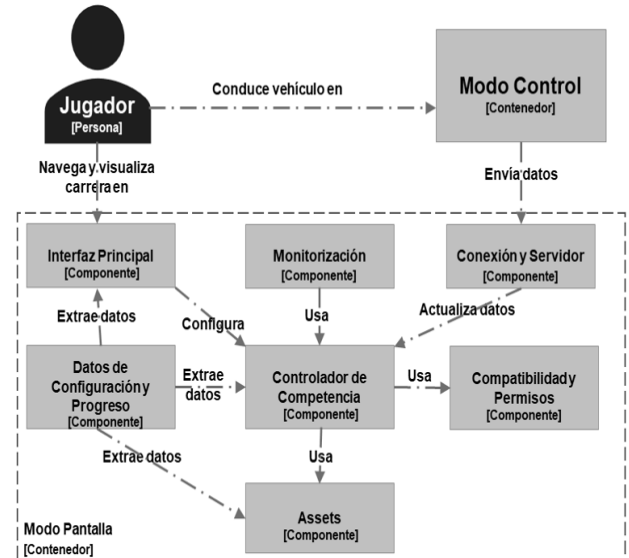 Jugador
[Persona]
Conduce vehículo en
Modo Control
[Contenedor]
Navega y visualiza
carrera en
Envía datos
Interfaz Principal
[Componente]
Monitorización
[Componente]
Conexión y Servidor
[Componente]
Extrae datos
Configura
Usa
Actualiza datos
Datos de
Configuración y
Progreso
[Componente]
Extrae
datos
Controlador de
Competencia
[Componente]
Usa
Compatibilidad y
Permisos
[Componente]
Extrae datos
Usa
Assets
[Componente]
Modo Pantalla
[Contenedor]